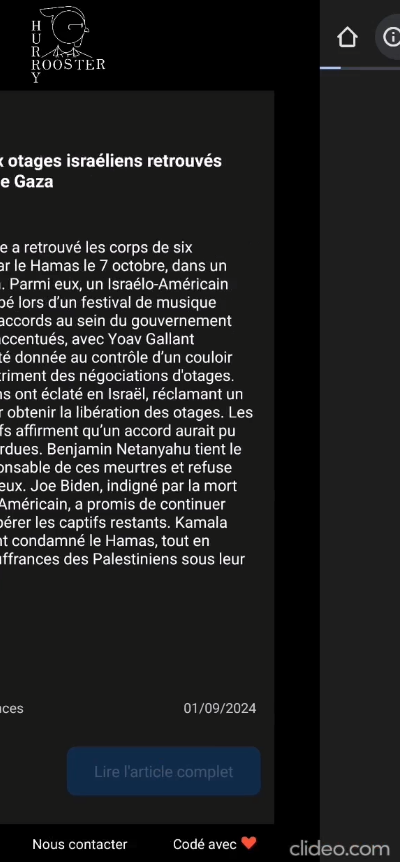 HURRY
ROOSTER
x otages israéliens retrouvés
e Gaza
e a retrouvé les corps de six
ar le Hamas le 7 octobre, dans un
. Parmi eux, un Israélo-Américain
pé lors d'un festival de musique
accords au sein du gouvernement
accentués, avec Yoav Gallant
té donnée au contrôle d'un couloir
triment des négociations d'otages.
ns ont éclaté en Israël, réclamant un
r obtenir la libération des otages. Les
fs affirment qu'un accord aurait pu
erdues. Benjamin Netanyahu tient le
onsable de ces meurtres et refuse
eux. Joe Biden, indigné par la mort
Américain, a promis de continuer
pérer les captifs restants. Kamala
nt condamné le Hamas, tout en
uffrances des Palestiniens sous leur
nces 01/09/2024
Lire l'article complet
Nous contacter Codé avec
clideo.com